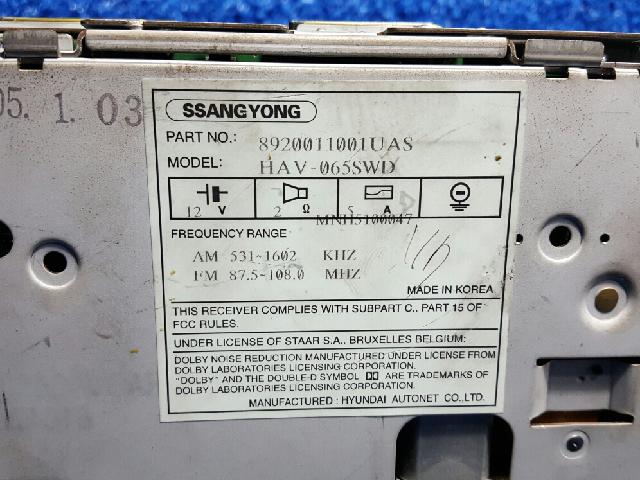 05. 1. 03
SSANGYONG
PART NO.: 8920011001UAS
MODEL: HAV-065SWD
12 V 2 Ω 5 A
MNH5100047
FREQUENCY RANGE
AM 531~1602 KHZ
FM 87.5~108.0 MHZ
MADE IN KOREA
THIS RECEIVER COMPLIES WITH SUBPART C., PART 15 OF
FCC RULES.
UNDER LICENSE OF STAAR S.A., BRUXELLES BELGIUM:
DOLBY NOISE REDUCTION MANUFACTURED UNDER LICENSE FROM
DOLBY LABORATORIES LICENSING CORPORATION.
"DOLBY" AND THE DOUBLE-D SYMBOL ARE TRADEMARKS OF
DOLBY LABORATORIES LICENSING CORPORATION.
MANUFACTURED : HYUNDAI AUTONET CO.,LTD.